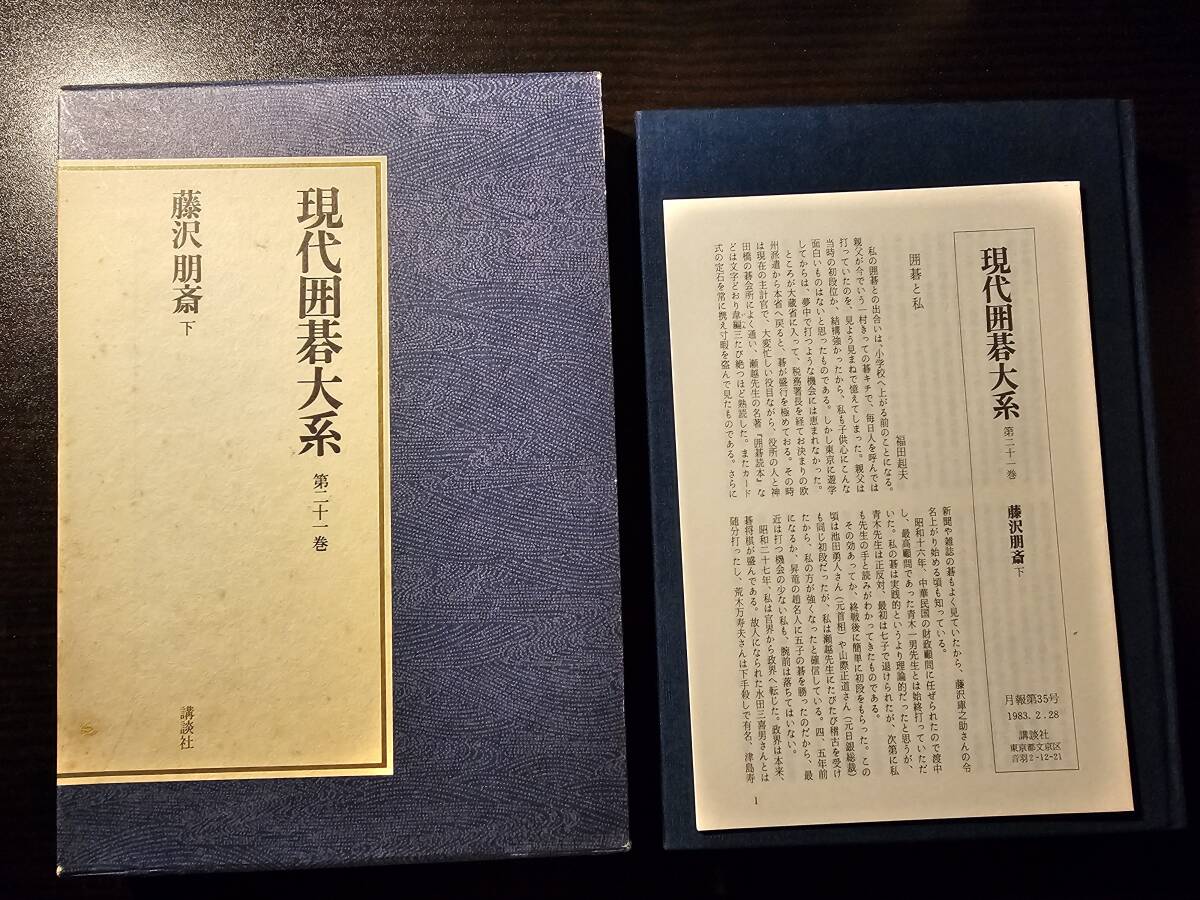 現代囲碁大系 第二十一巻
藤沢朋斎 下
講談社
現代囲碁大系 第二十一巻
藤沢朋斎 下
月報第35号
1983.2.28
講談社
東京都文京区
音羽2-12-21
囲碁と私
福田赳夫
私の囲碁との出合いは、小学校へ上がる前のことになる。
親父が今でいう一村きっての碁キチで、毎日人を呼んでは
打っていたのを、見よう見まねで憶えてしまった。親父は
当時の初段位か、結構強かったから、私も子供心にこんな
面白いものはないと思ったものである。しかし東京に遊学
してからは、夢中で打つような機会には恵まれなかった。
ところが大蔵省に入って、税務署長を経てお決まりの欧
州派遣から本省へ戻ると、碁が盛行を極めておる。その時
は現在の主計官で、大変忙しい役目ながら、役所の人と神
田橋の碁会所によく通い、瀬越先生の名著『囲碁読本』な
どは文字どおり韋編三たび絶つほど熟読した。またカード
式の定石を常に携え寸暇を盗んで見たものである。さらに
新聞や雑誌の碁もよく見ていたから、藤沢庫之助さんの令
名上がり始める頃も知っている。
昭和十六年、中華民国の財政顧問に任ぜられたので渡中
し、最高顧問であった青木一男先生とは始終打っていただ
いた。私の碁は実践的というより理論的だったと思うが、
青木先生は正反対、最初は七子で退けられたが、次第に私
も先生の手と読みがわかってきたものである。
その効あってか、終戦後に簡単に初段をもらった。この
頃は池田勇人さん（元首相）や山際正道さん（元日銀総裁）
も同じ初段だったが、私は瀬越先生にたびたび稽古を受け
たから、私の方が強くなったと確信している。四、五年前
になるか、昇竜の趙名人に五子の碁を勝ったのだから、最
近は打つ機会の少ない私も、腕前は落ちてはいない。
昭和二十七年、私は官界から政界へ転じた。政界は本来、
碁将棋が盛んである。故人になられた水田三喜男さんとは
随分打ったし、荒木万寿夫さんは下手殺しで有名、津島寿
1